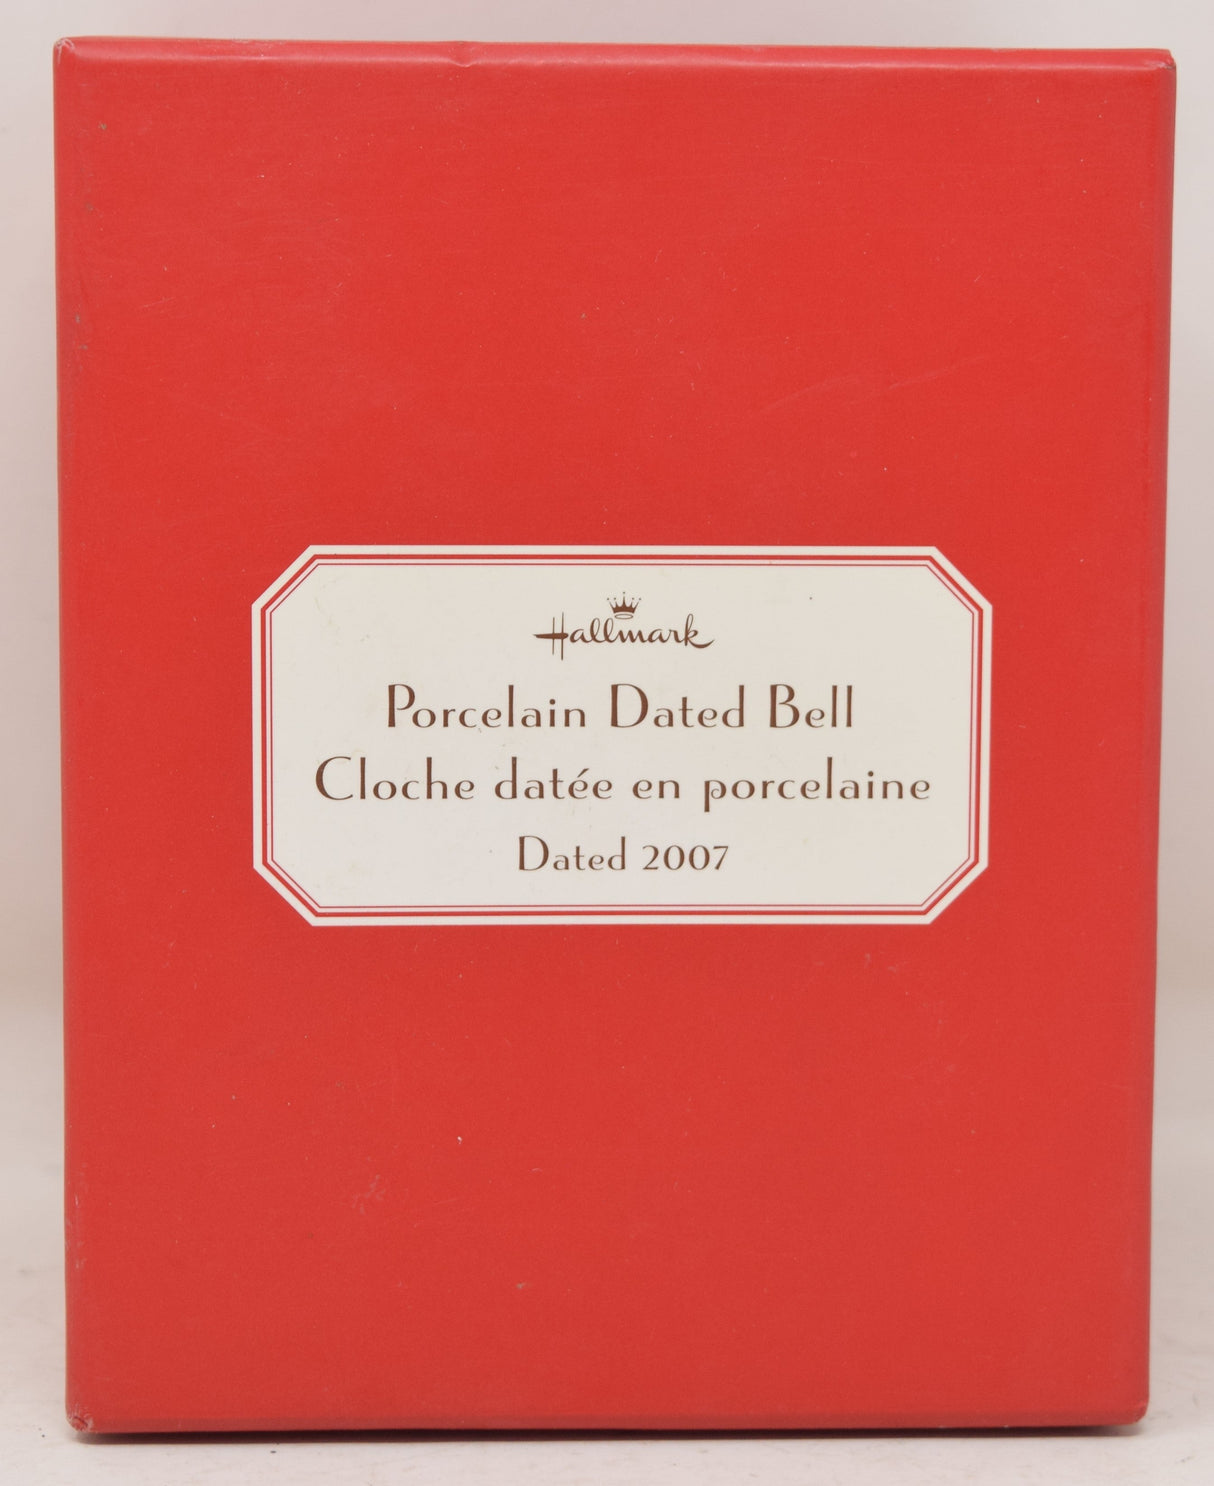 Hallmark
Porcelain Dated Bell
Cloche datée en porcelaine
Dated 2007